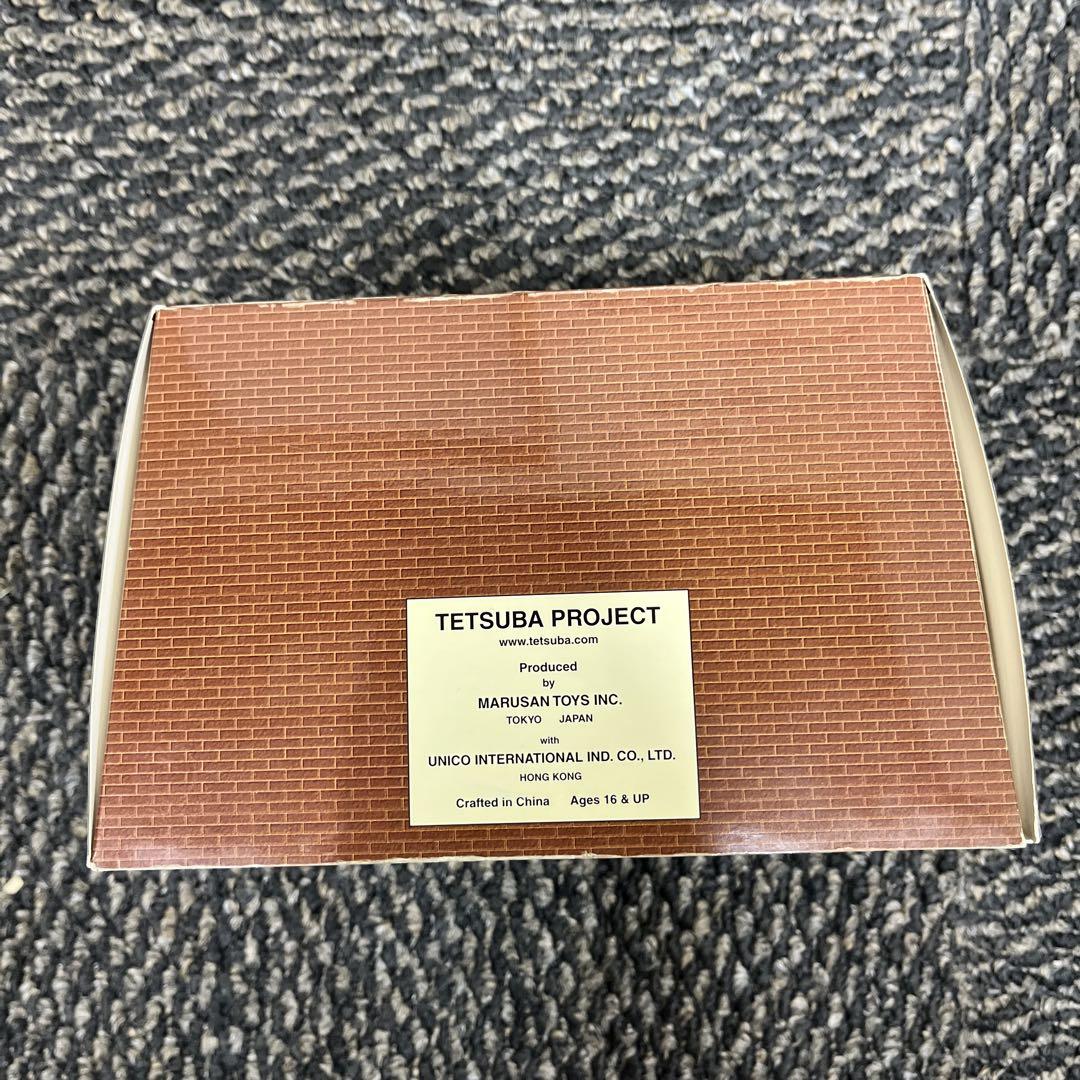 TETSUBA PROJECT
www.tetsuba.com
Produced
by
MARUSAN TOYS INC.
TOKYO JAPAN
with
UNICO INTERNATIONAL IND. CO., LTD.
HONG KONG
Crafted in China Ages 16 & UP